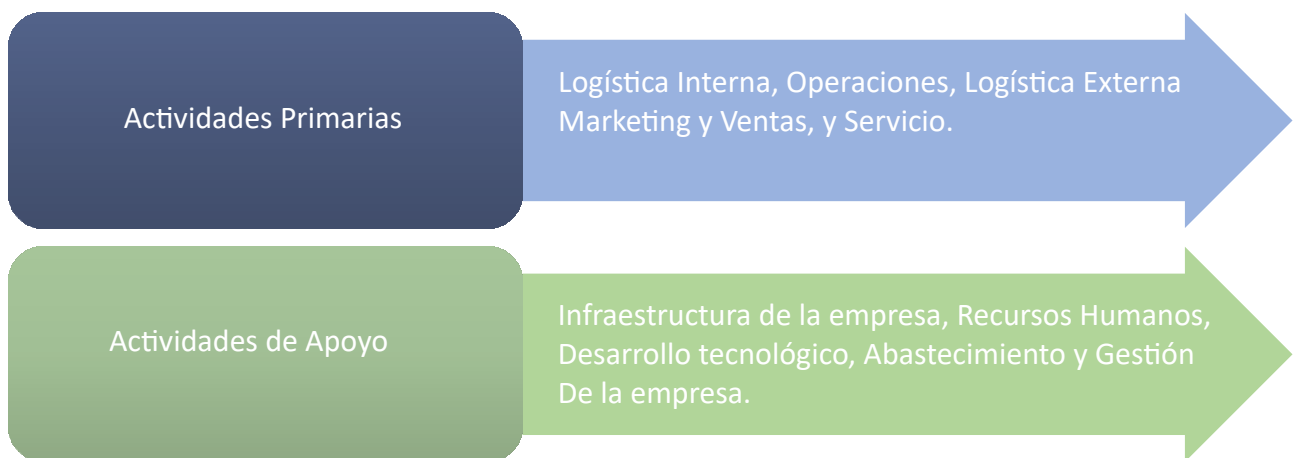 Actividades Primarias
Logística Interna, Operaciones, Logística Externa
Marketing y Ventas, y Servicio.
Actividades de Apoyo
Infraestructura de la empresa, Recursos Humanos,
Desarrollo tecnológico, Abastecimiento y Gestión
De la empresa.